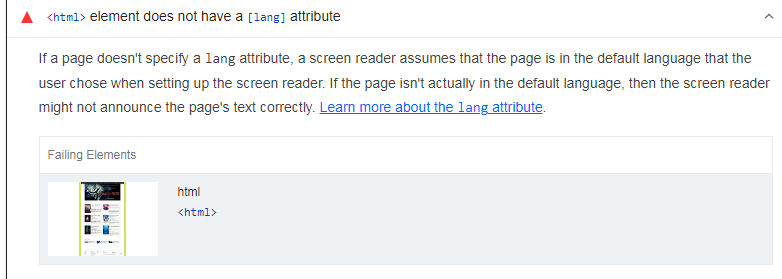 <html> element does not have a [lang] attribute
If a page doesn't specify a lang attribute, a screen reader assumes that the page is in the default language that the
user chose when setting up the screen reader. If the page isn't actually in the default language, then the screen reader
might not announce the page's text correctly. Learn more about the lang attribute.
Failing Elements
html
<html>